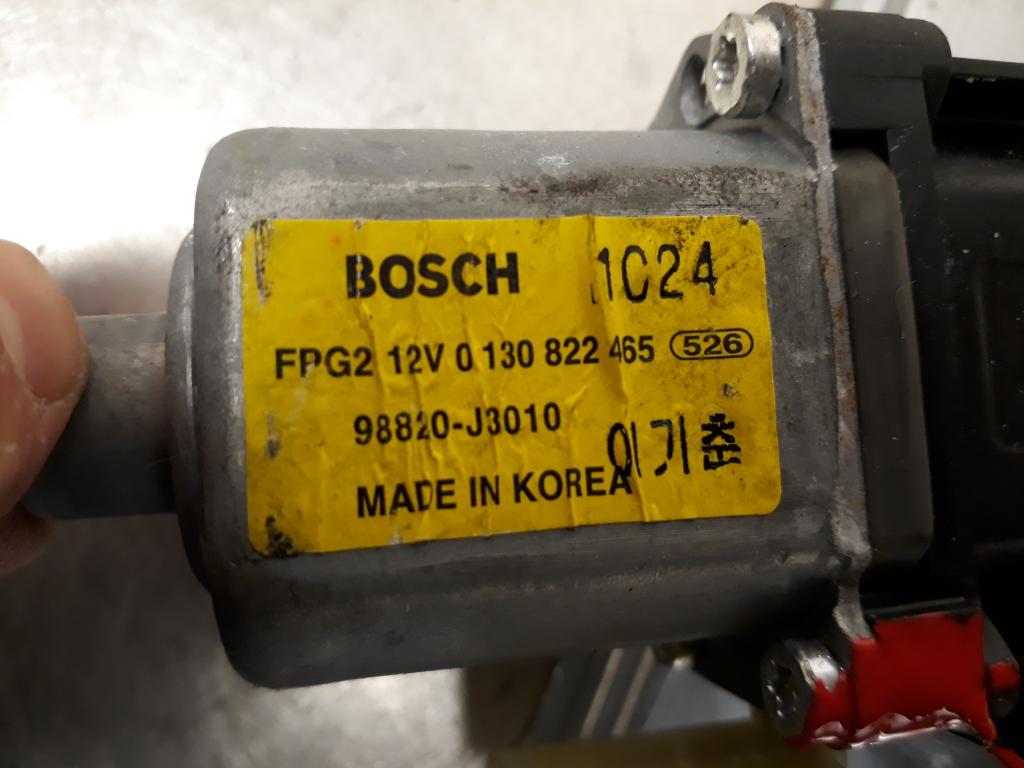 BOSCH 1C24
FPG2 12V 0 130 822 465 526
98820-J3010
이기춘
MADE IN KOREA